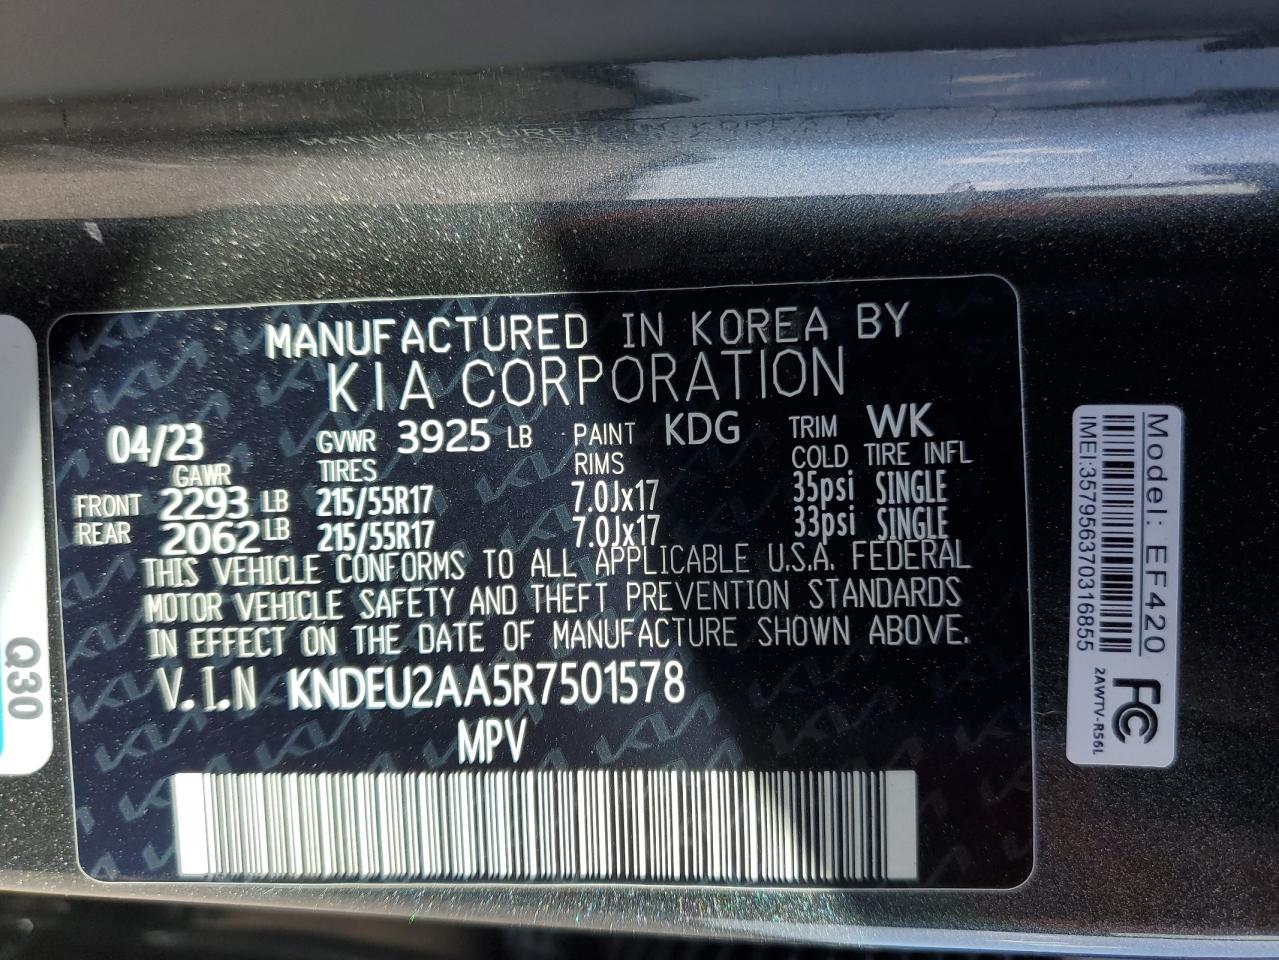 MANUFACTURED IN KOREA BY
KIA CORPORATION
04/23 GVWR 3925 LB PAINT KDG TRIM WK
GAWR TIRES RIMS COLD TIRE INFL
FRONT 2293 LB 215/55R17 7.0Jx17 35psi SINGLE
REAR 2062 LB 215/55R17 7.0Jx17 33psi SINGLE
THIS VEHICLE CONFORMS TO ALL APPLICABLE U.S.A. FEDERAL
MOTOR VEHICLE SAFETY AND THEFT PREVENTION STANDARDS
IN EFFECT ON THE DATE OF MANUFACTURE SHOWN ABOVE.
V.I.N KNDEU2AA5R7501578
MPV
Model: EF420
IMEI:357956370316855
FC
2AWTV-R56L
Q30